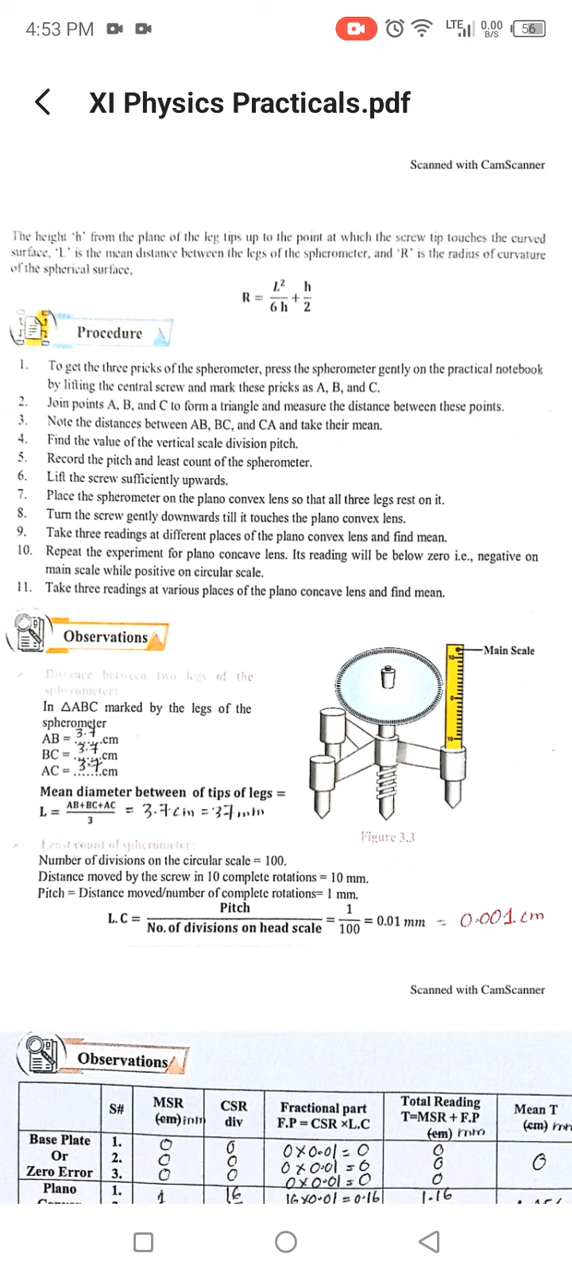 4:53 PM
LTE 0.00 B/S 56
XI Physics Practicals.pdf
Scanned with CamScanner
The height 'h' from the plane of the leg tips up to the point at which the screw tip touches the curved
surface, 'L' is the mean distance between the legs of the spherometer, and 'R' is the radius of curvature
of the spherical surface,
R = L²/6 h + h/2
Procedure
1. To get the three pricks of the spherometer, press the spherometer gently on the practical notebook
by lifting the central screw and mark these pricks as A, B, and C.
2. Join points A, B, and C to form a triangle and measure the distance between these points.
3. Note the distances between AB, BC, and CA and take their mean.
4. Find the value of the vertical scale division pitch.
5. Record the pitch and least count of the spherometer.
6. Lift the screw sufficiently upwards.
7. Place the spherometer on the plano convex lens so that all three legs rest on it.
8. Turn the screw gently downwards till it touches the plano convex lens.
9. Take three readings at different places of the plano convex lens and find mean.
10. Repeat the experiment for plano concave lens. Its reading will be below zero i.e., negative on
main scale while positive on circular scale.
11. Take three readings at various places of the plano concave lens and find mean.
Observations
Main Scale
Distance between two legs of the
spherometer:
In ΔABC marked by the legs of the
spherometer
AB = 3.7 cm
BC = 3.7 cm
AC = 3.7 cm
Mean diameter between of tips of legs =
L = AB+BC+AC/3 = 3.7 cm = 37 mm
Figure 3.3
Least count of spherometer:
Number of divisions on the circular scale = 100.
Distance moved by the screw in 10 complete rotations = 10 mm.
Pitch = Distance moved/number of complete rotations= 1 mm.
L.C = Pitch/No. of divisions on head scale = 1/100 = 0.01 mm = 0.001 cm
Scanned with CamScanner
Observations
S# MSR (cm) mm CSR div Fractional part F.P = CSR ×L.C Total Reading T=MSR + F.P (cm) mm Mean T (cm) mm
Base Plate Or Zero Error
1. 0 0 0×0.01 = 0 0
2. 0 0 0×0.01 = 0 0 0
3. 0 0 0×0.01 = 0 0
Plano 1. 1 16 16×0.01 = 0.16 1.16